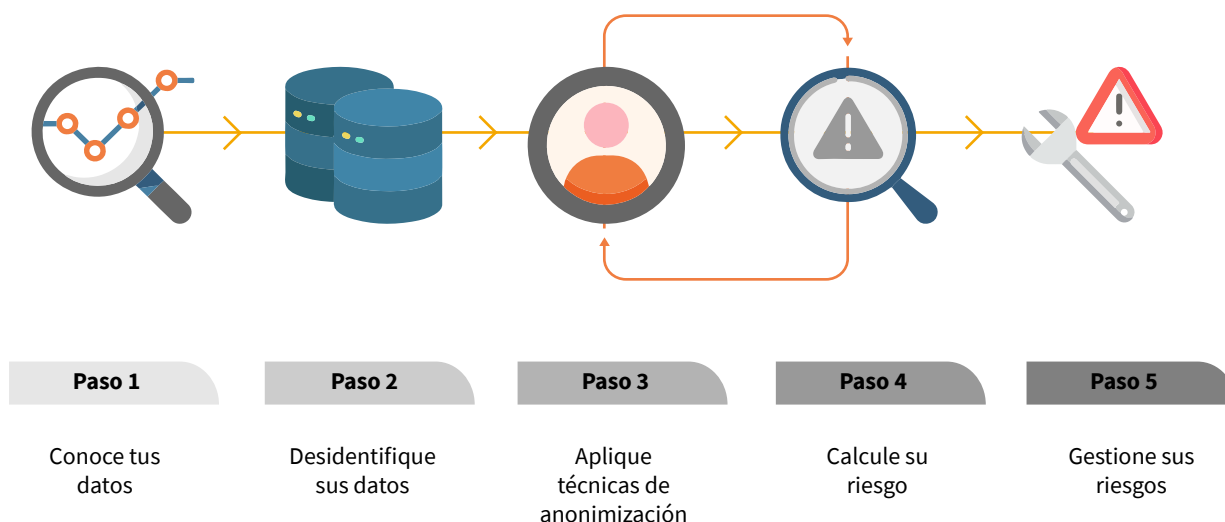 Paso 1
Paso 2
Paso 3
Paso 4
Paso 5
Conoce tus
datos
Desidentifique
sus datos
Aplique
técnicas de
anonimización
Calcule su
riesgo
Gestione sus
riesgos